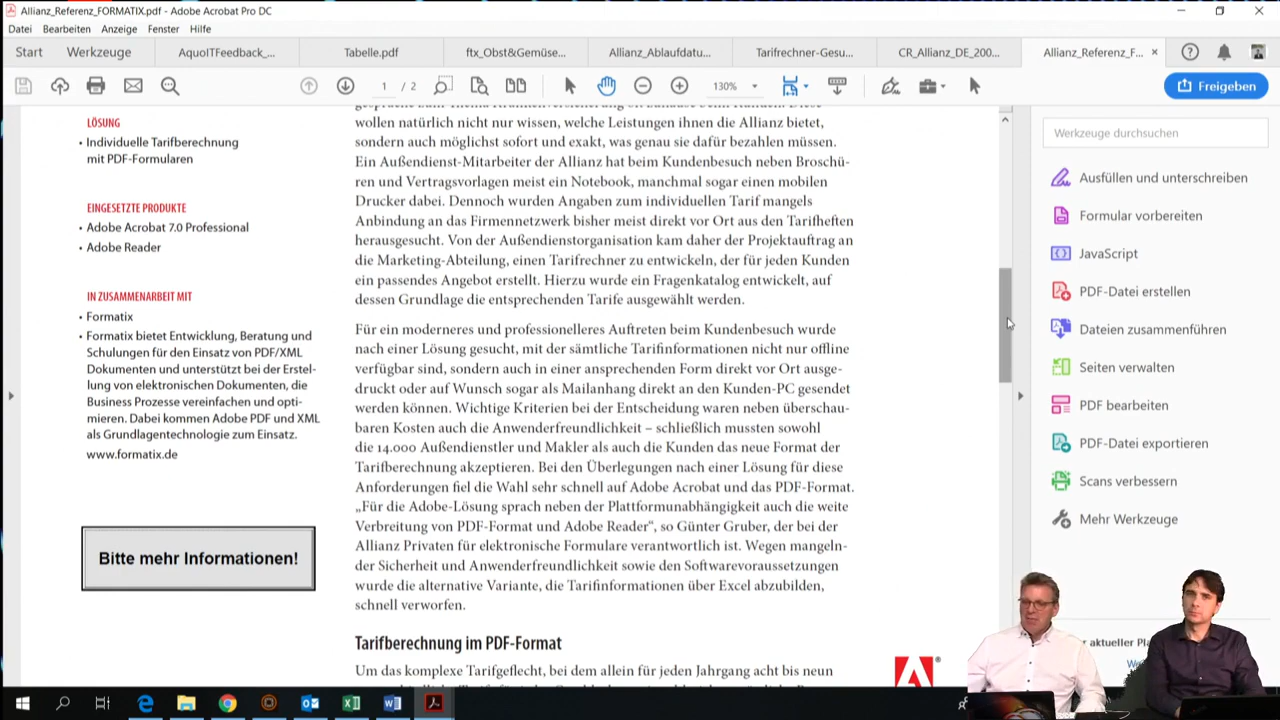 Allianz_Referenz_FORMATIX.pdf - Adobe Acrobat Pro DC
Datei Bearbeiten Anzeige Fenster Hilfe
Start Werkzeuge AquoITFeedback_... Tabelle.pdf ftx_Obst&Gemüse... Allianz_Ablaufdatu... Tarifrechner-Gesu... CR_Allianz_DE_200... Allianz_Referenz_F... ×
1 / 2 130% Freigeben
LÖSUNG
• Individuelle Tarifberechnung
mit PDF-Formularen
EINGESETZTE PRODUKTE
• Adobe Acrobat 7.0 Professional
• Adobe Reader
IN ZUSAMMENARBEIT MIT
• Formatix
• Formatix bietet Entwicklung, Beratung und
Schulungen für den Einsatz von PDF/XML
Dokumenten und unterstützt bei der Erstel-
lung von elektronischen Dokumenten, die
Business Prozesse vereinfachen und opti-
mieren. Dabei kommen Adobe PDF und XML
als Grundlagentechnologie zum Einsatz.
www.formatix.de
Bitte mehr Informationen!
wollen natürlich nicht nur wissen, welche Leistungen ihnen die Allianz bietet,
sondern auch möglichst sofort und exakt, was genau sie dafür bezahlen müssen.
Ein Außendienst-Mitarbeiter der Allianz hat beim Kundenbesuch neben Broschü-
ren und Vertragsvorlagen meist ein Notebook, manchmal sogar einen mobilen
Drucker dabei. Dennoch wurden Angaben zum individuellen Tarif mangels
Anbindung an das Firmennetzwerk bisher meist direkt vor Ort aus den Tarifheften
herausgesucht. Von der Außendienstorganisation kam daher der Projektauftrag an
die Marketing-Abteilung, einen Tarifrechner zu entwickeln, der für jeden Kunden
ein passendes Angebot erstellt. Hierzu wurde ein Fragenkatalog entwickelt, auf
dessen Grundlage die entsprechenden Tarife ausgewählt werden.
Für ein moderneres und professionelleres Auftreten beim Kundenbesuch wurde
nach einer Lösung gesucht, mit der sämtliche Tarifinformationen nicht nur offline
verfügbar sind, sondern auch in einer ansprechenden Form direkt vor Ort ausge-
druckt oder auf Wunsch sogar als Mailanhang direkt an den Kunden-PC gesendet
werden können. Wichtige Kriterien bei der Entscheidung waren neben überschau-
baren Kosten auch die Anwenderfreundlichkeit – schließlich mussten sowohl
die 14.000 Außendienstler und Makler als auch die Kunden das neue Format der
Tarifberechnung akzeptieren. Bei den Überlegungen nach einer Lösung für diese
Anforderungen fiel die Wahl sehr schnell auf Adobe Acrobat und das PDF-Format.
„Für die Adobe-Lösung sprach neben der Plattformunabhängigkeit auch die weite
Verbreitung von PDF-Format und Adobe Reader“, so Günter Gruber, der bei der
Allianz Privaten für elektronische Formulare verantwortlich ist. Wegen mangeln-
der Sicherheit und Anwenderfreundlichkeit sowie den Softwarevoraussetzungen
wurde die alternative Variante, die Tarifinformationen über Excel abzubilden,
schnell verworfen.
Tarifberechnung im PDF-Format
Um das komplexe Tarifgeflecht, bei dem allein für jeden Jahrgang acht bis neun
Werkzeuge durchsuchen
Ausfüllen und unterschreiben
Formular vorbereiten
JavaScript
PDF-Datei erstellen
Dateien zusammenführen
Seiten verwalten
PDF bearbeiten
PDF-Datei exportieren
Scans verbessern
Mehr Werkzeuge
aktueller